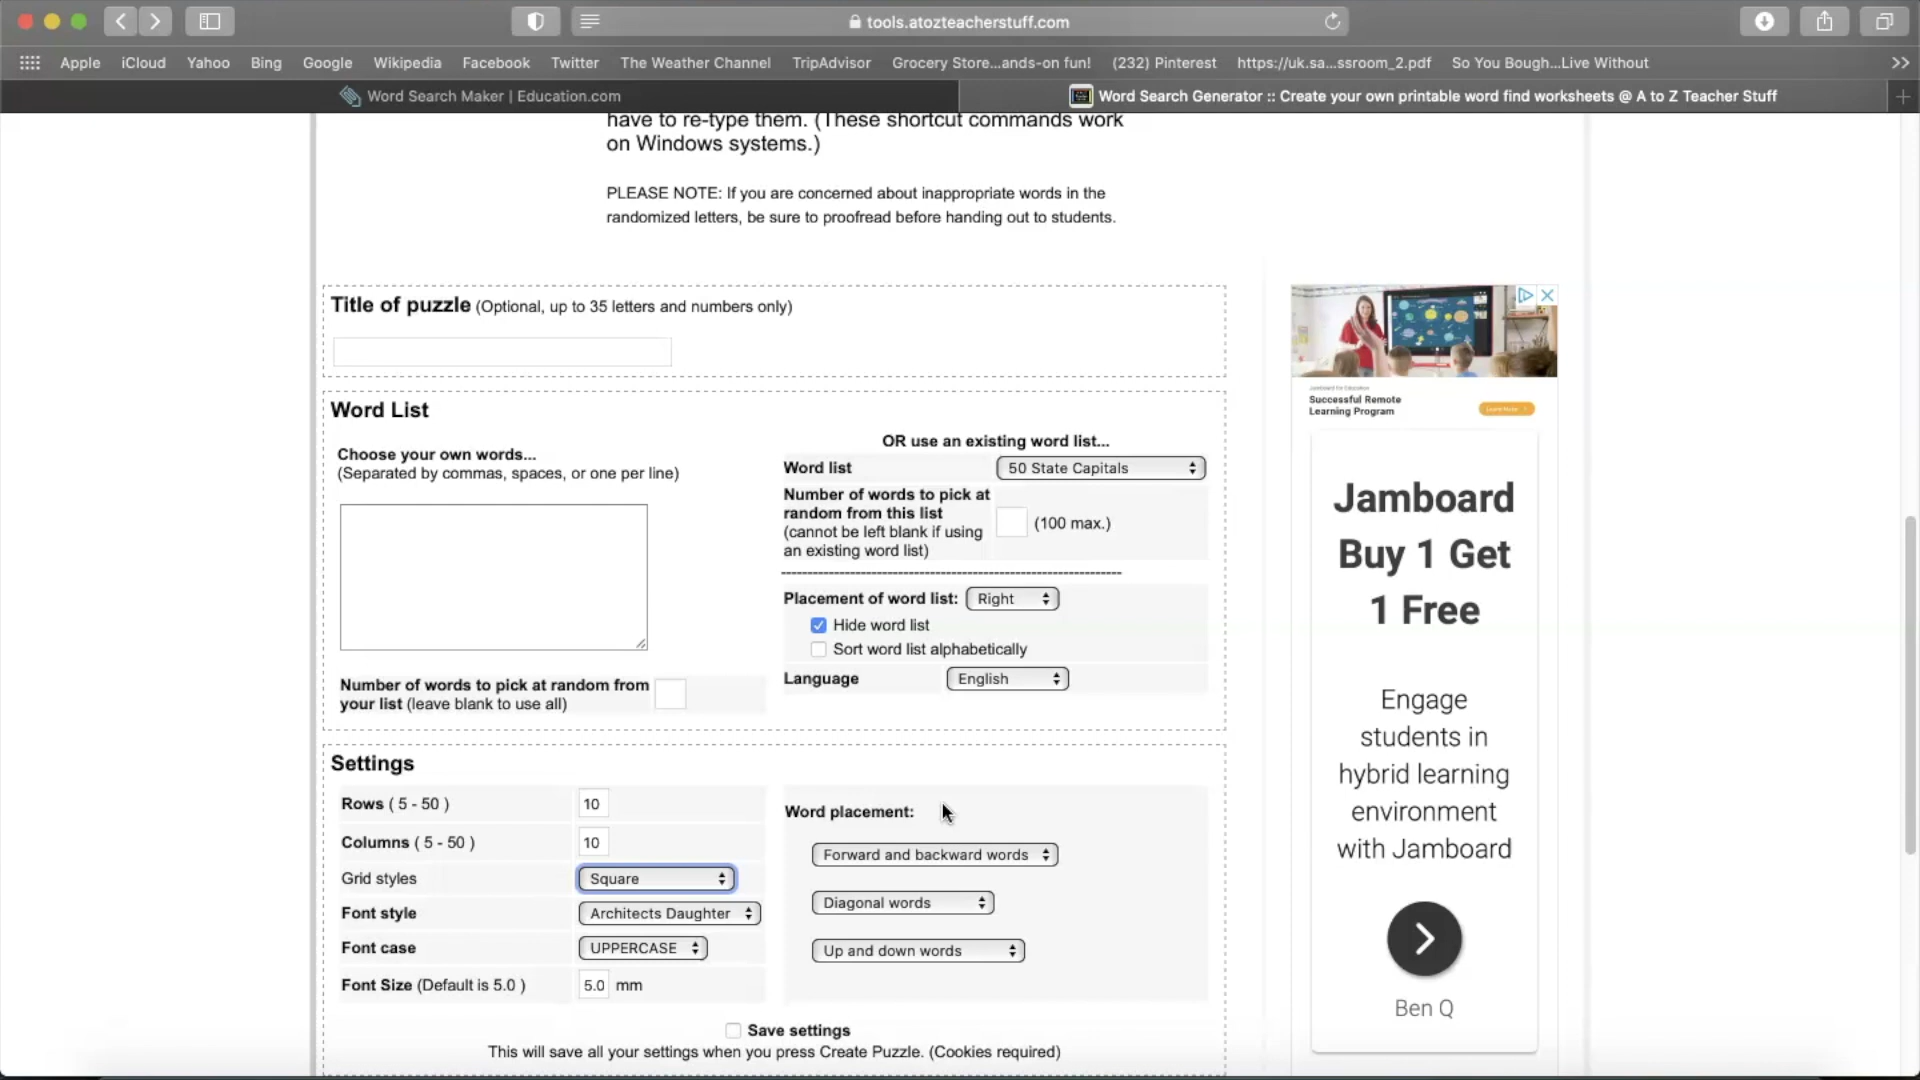 tools.atozteacherstuff.com
Apple iCloud Yahoo Bing Google Wikipedia Facebook Twitter The Weather Channel TripAdvisor Grocery Store...ands-on fun! (232) Pinterest https://uk.sa...ssroom_2.pdf So You Bough...Live Without
Word Search Maker | Education.com
Word Search Generator :: Create your own printable word find worksheets @ A to Z Teacher Stuff
have to re-type them. (These shortcut commands work
on Windows systems.)
PLEASE NOTE: If you are concerned about inappropriate words in the
randomized letters, be sure to proofread before handing out to students.
Title of puzzle (Optional, up to 35 letters and numbers only)
Word List
Choose your own words...
(Separated by commas, spaces, or one per line)
Number of words to pick at random from
your list (leave blank to use all)
OR use an existing word list...
Word list 50 State Capitals
Number of words to pick at
random from this list
(cannot be left blank if using
an existing word list)
(100 max.)
Placement of word list: Right
Hide word list
Sort word list alphabetically
Language English
Settings
Rows ( 5 - 50 ) 10
Columns ( 5 - 50 ) 10
Grid styles Square
Font style Architects Daughter
Font case UPPERCASE
Font Size (Default is 5.0 ) 5.0 mm
Word placement:
Forward and backward words
Diagonal words
Up and down words
Save settings
This will save all your settings when you press Create Puzzle. (Cookies required)
Jamboard for Education
Successful Remote
Learning Program
Learn More
Jamboard
Buy 1 Get
1 Free
Engage
students in
hybrid learning
environment
with Jamboard
Ben Q